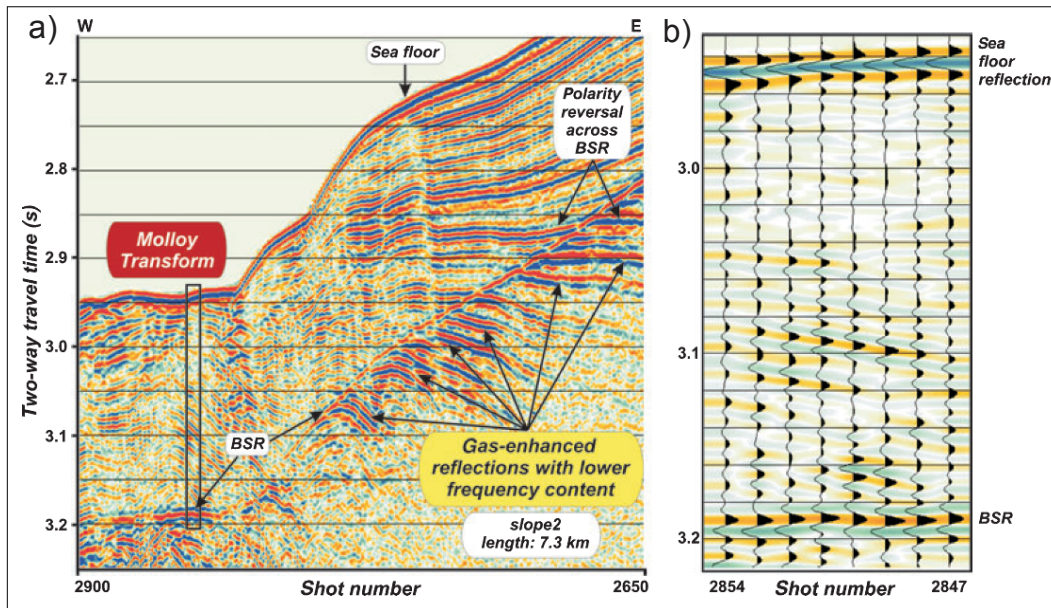 a)
W
E
Sea floor
Polarity
reversal
across
BSR
Molloy
Transform
BSR
Gas-enhanced
reflections with lower
frequency content
slope2
length: 7.3 km
Two-way travel time (s)
2.7
2.8
2.9
3.0
3.1
3.2
2900
Shot number
2650
b)
Sea
floor
reflection
3.0
3.1
3.2
BSR
2854
Shot number
2847